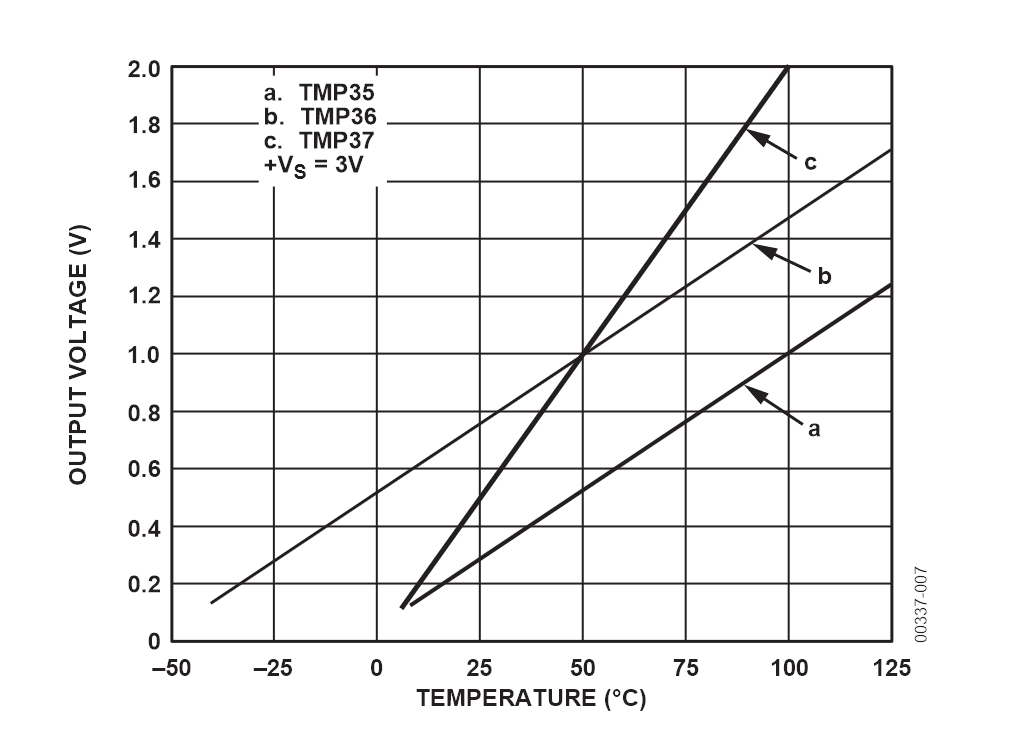 2.0
1.8
1.6
1.4
1.2
1.0
0.8
0.6
0.4
0.2
0
OUTPUT VOLTAGE (V)
a. TMP35
b. TMP36
c. TMP37
+VS = 3V
c
b
a
–50 –25 0 25 50 75 100 125
TEMPERATURE (°C)
00337-007